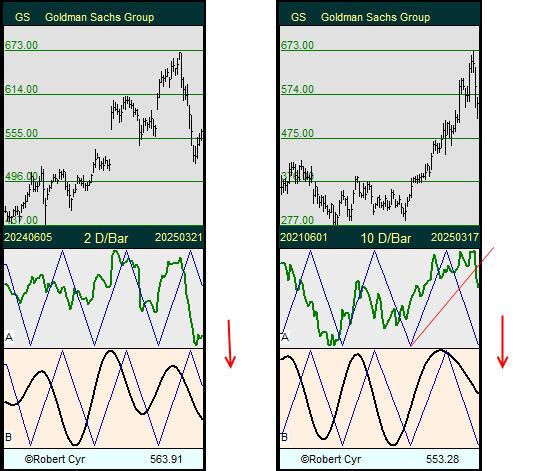 GS Goldman Sachs Group
673.00
614.00
555.00
496.00
437.00
20240605 2 D/Bar 20250321
A
B
©Robert Cyr 563.91
GS Goldman Sachs Group
673.00
574.00
475.00
277.00
20210601 10 D/Bar 20250317
A
B
©Robert Cyr 553.28